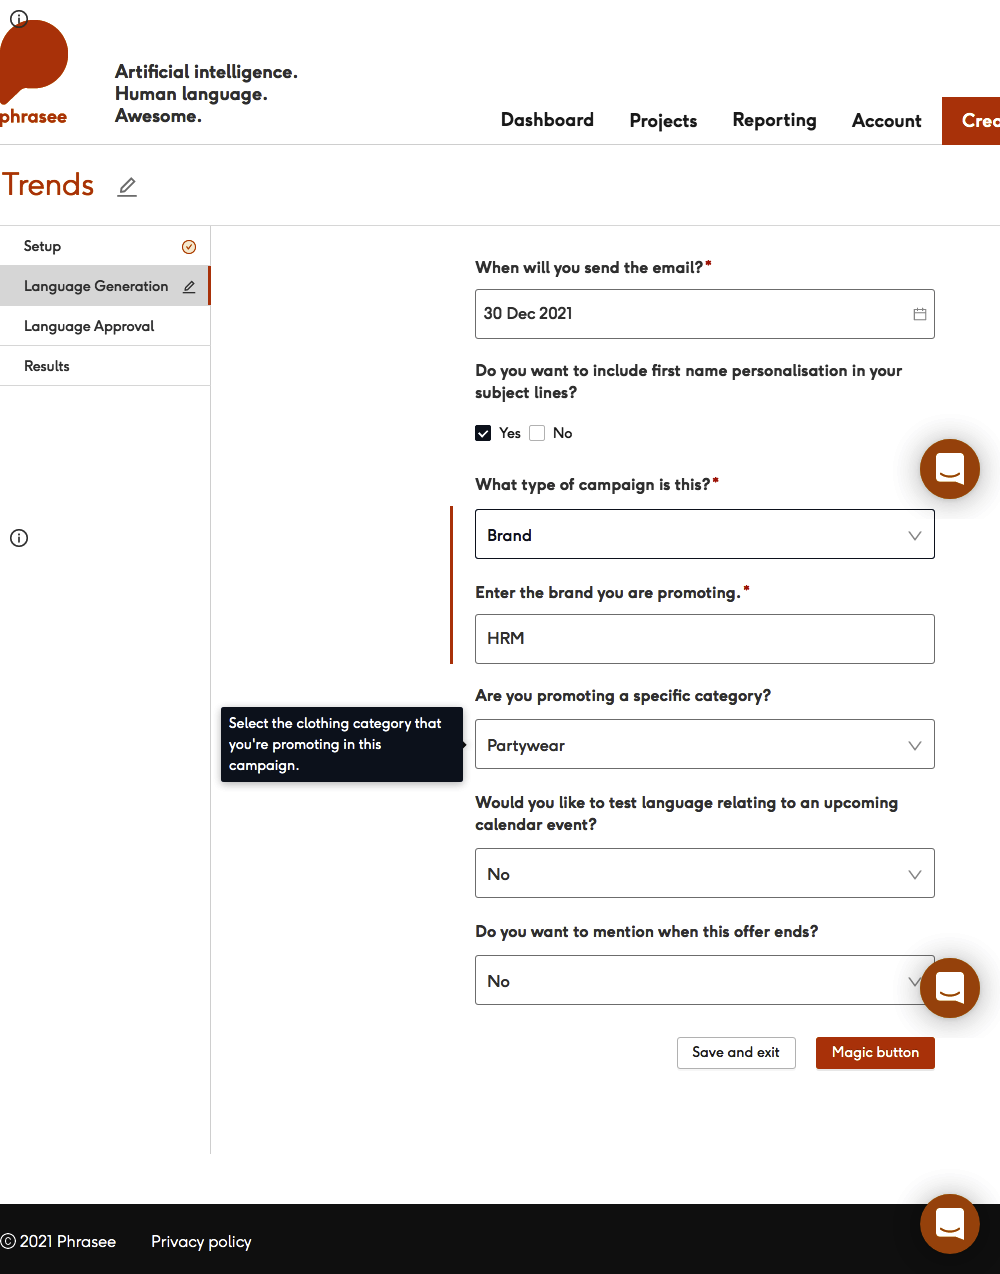 phrasee
Artificial intelligence.
Human language.
Awesome.
Dashboard Projects Reporting Account
Trends
Setup
Language Generation
Language Approval
Results
When will you send the email?*
30 Dec 2021
Do you want to include first name personalisation in your
subject lines?
Yes No
What type of campaign is this?*
Brand
Enter the brand you are promoting.*
HRM
Are you promoting a specific category?
Select the clothing category that
you're promoting in this
campaign.
Partywear
Would you like to test language relating to an upcoming
calendar event?
No
Do you want to mention when this offer ends?
No
Save and exit Magic button
© 2021 Phrasee Privacy policy